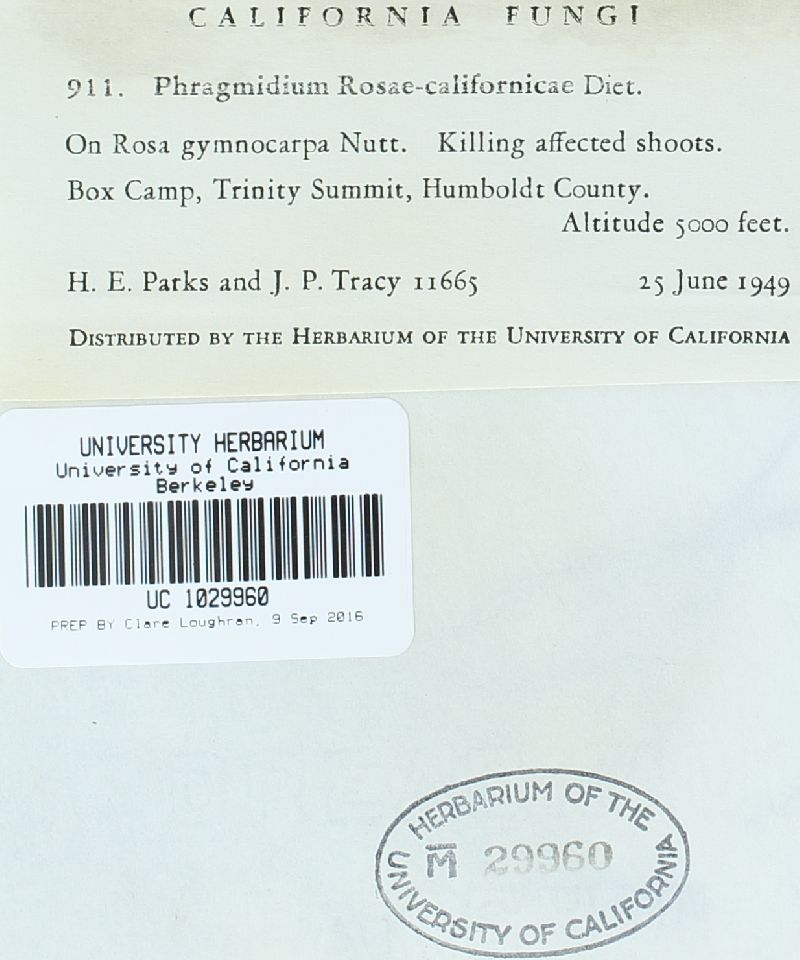 CALIFORNIA FUNGI
911. Phragmidium Rosae-californicae Diet.
On Rosa gymnocarpa Nutt. Killing affected shoots.
Box Camp, Trinity Summit, Humboldt County.
Altitude 5000 feet.
H. E. Parks and J. P. Tracy 11665 25 June 1949
DISTRIBUTED BY THE HERBARIUM OF THE UNIVERSITY OF CALIFORNIA
UNIVERSITY HERBARIUM
University of California
Berkeley
UC 1029960
PREP BY Clare Loughran, 9 Sep 2016
HERBARIUM OF THE
M̅ 29960
UNIVERSITY OF CALIFORNIA